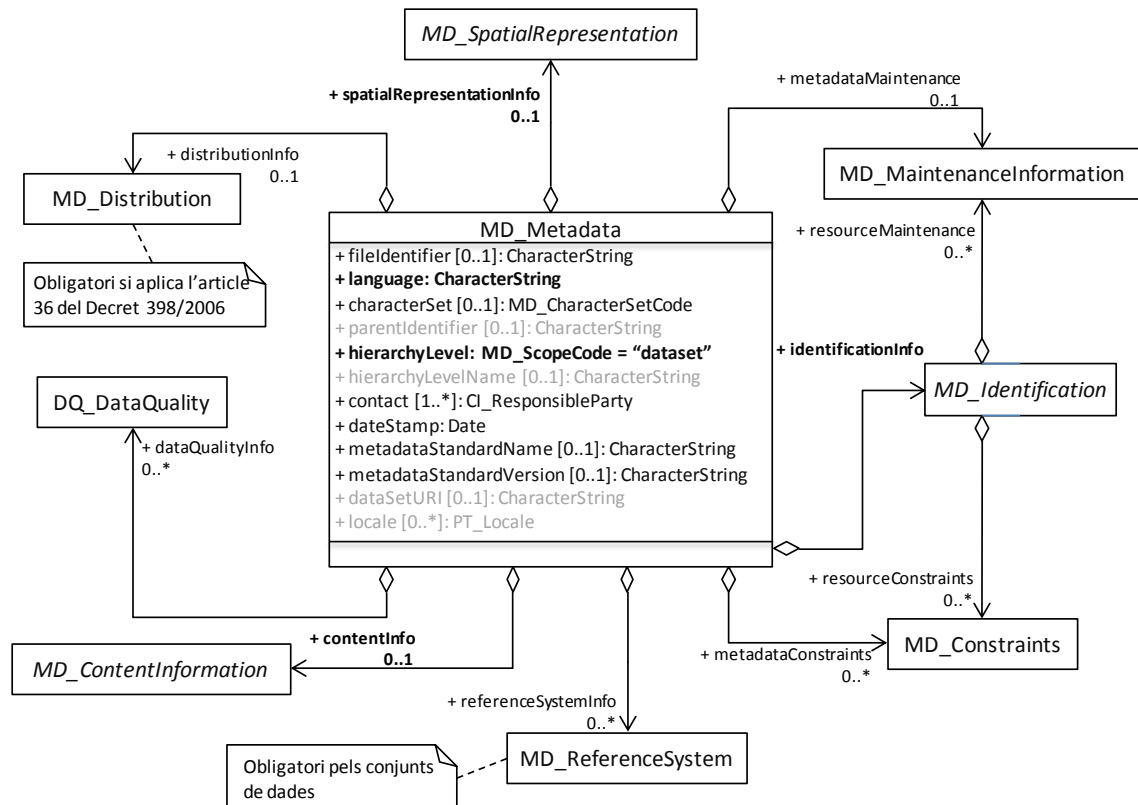 MD_SpatialRepresentation
+ spatialRepresentationInfo
0..1
+ metadataMaintenance
0..1
+ distributionInfo
0..1
MD_Distribution
MD_MaintenanceInformation
Obligatori si aplica l'article
36 del Decret 398/2006
MD_Metadata
+ fileIdentifier [0..1]: CharacterString
+ language: CharacterString
+ characterSet [0..1]: MD_CharacterSetCode
+ parentIdentifier [0..1]: CharacterString
+ hierarchyLevel: MD_ScopeCode = “dataset”
+ hierarchyLevelName [0..1]: CharacterString
+ contact [1..*]: CI_ResponsibleParty
+ dateStamp: Date
+ metadataStandardName [0..1]: CharacterString
+ metadataStandardVersion [0..1]: CharacterString
+ dataSetURI [0..1]: CharacterString
+ locale [0..*]: PT_Locale
+ resourceMaintenance
0..*
+ identificationInfo
MD_Identification
DQ_DataQuality
+ dataQualityInfo
0..*
+ resourceConstraints
0..*
MD_Constraints
+ metadataConstraints
0..*
+ contentInfo
0..1
MD_ContentInformation
+ referenceSystemInfo
0..*
MD_ReferenceSystem
Obligatori pels conjunts
de dades